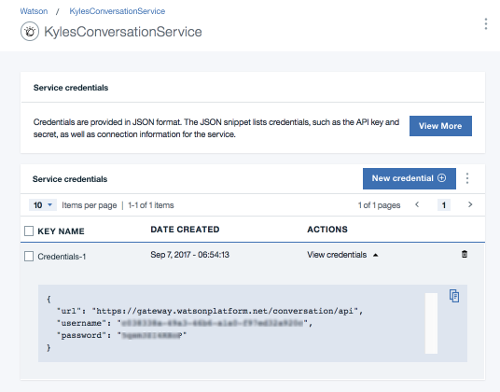 Watson / KylesConversationService
KylesConversationService
Service credentials
Credentials are provided in JSON format. The JSON snippet lists credentials, such as the API key and
secret, as well as connection information for the service.
View More
Service credentials
New credential
10 Items per page | 1-1 of 1 items
1 of 1 pages < 1 >
KEY NAME DATE CREATED ACTIONS
Credentials-1 Sep 7, 2017 - 06:54:13 View credentials
{
"url": "https://gateway.watsonplatform.net/conversation/api",
"username": " ",
"password": " "
}